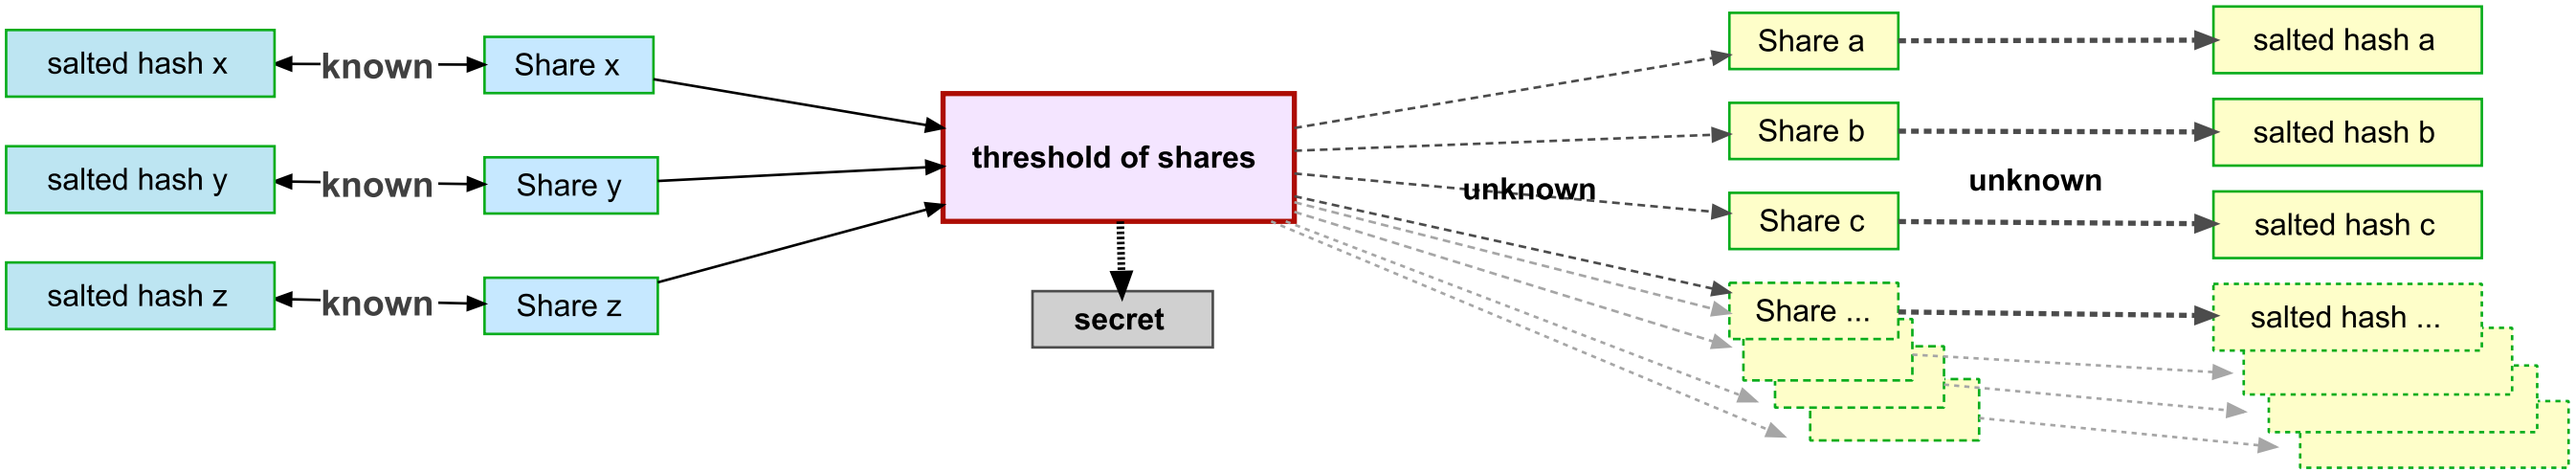 salted hash x
known
Share x
salted hash y
known
Share y
salted hash z
known
Share z
threshold of shares
secret
unknown
Share a
salted hash a
Share b
salted hash b
unknown
Share c
salted hash c
Share ...
salted hash ...